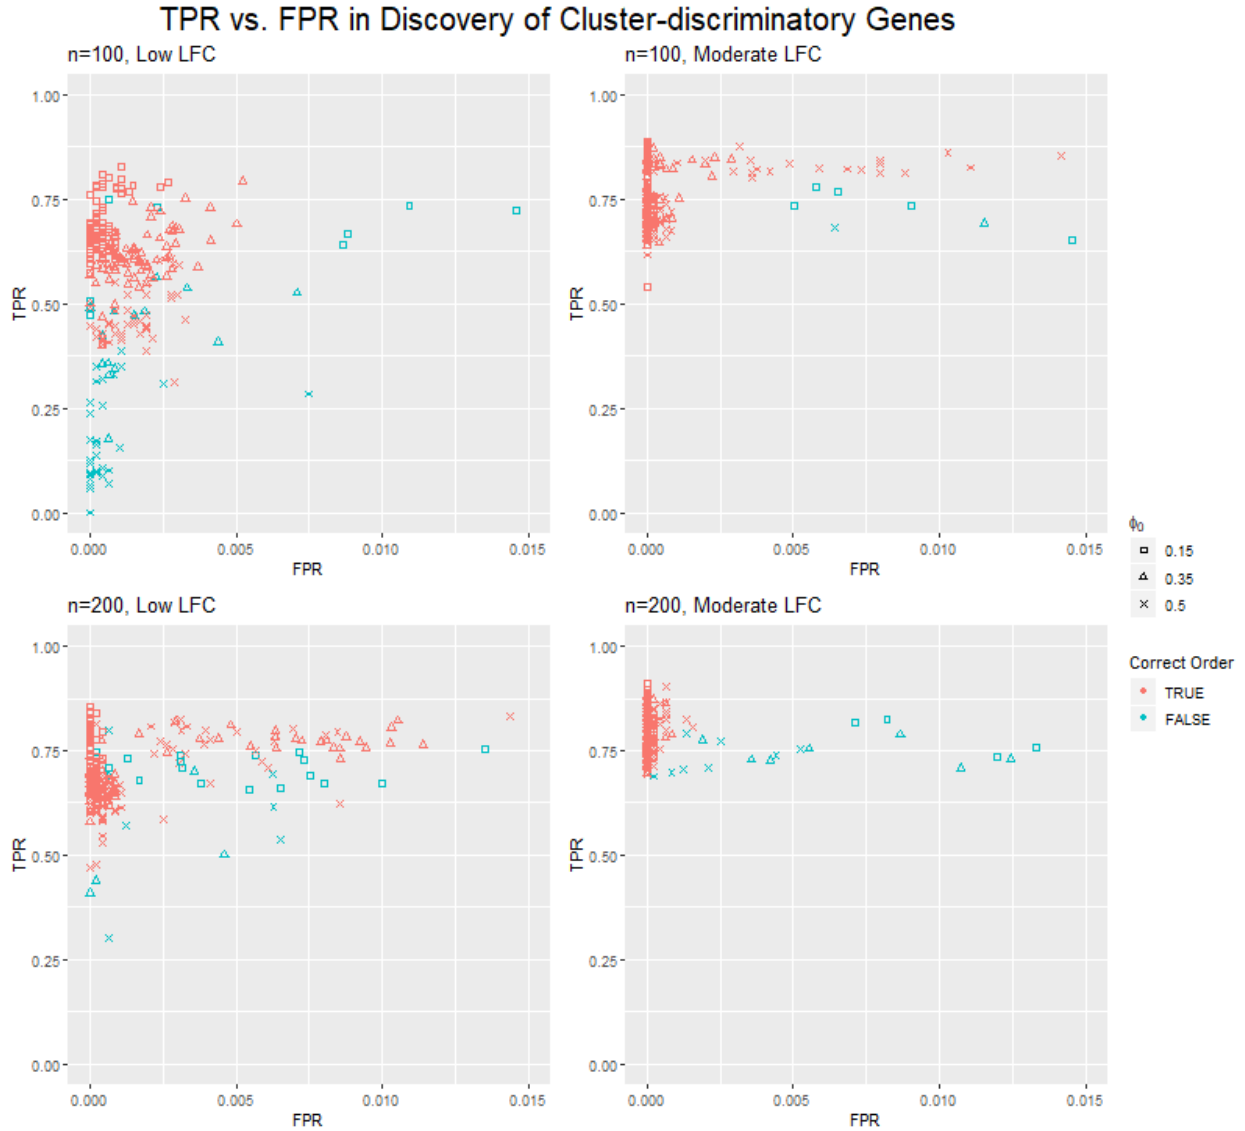 TPR vs. FPR in Discovery of Cluster-discriminatory Genes
n=100, Low LFC
1.00
0.75
0.50
0.25
0.00
TPR
0.000 0.005 0.010 0.015
FPR
n=100, Moderate LFC
1.00
0.75
0.50
0.25
0.00
TPR
0.000 0.005 0.010 0.015
FPR
n=200, Low LFC
1.00
0.75
0.50
0.25
0.00
TPR
0.000 0.005 0.010 0.015
FPR
n=200, Moderate LFC
1.00
0.75
0.50
0.25
0.00
TPR
0.000 0.005 0.010 0.015
FPR
ϕ₀
0.15
0.35
0.5
Correct Order
TRUE
FALSE